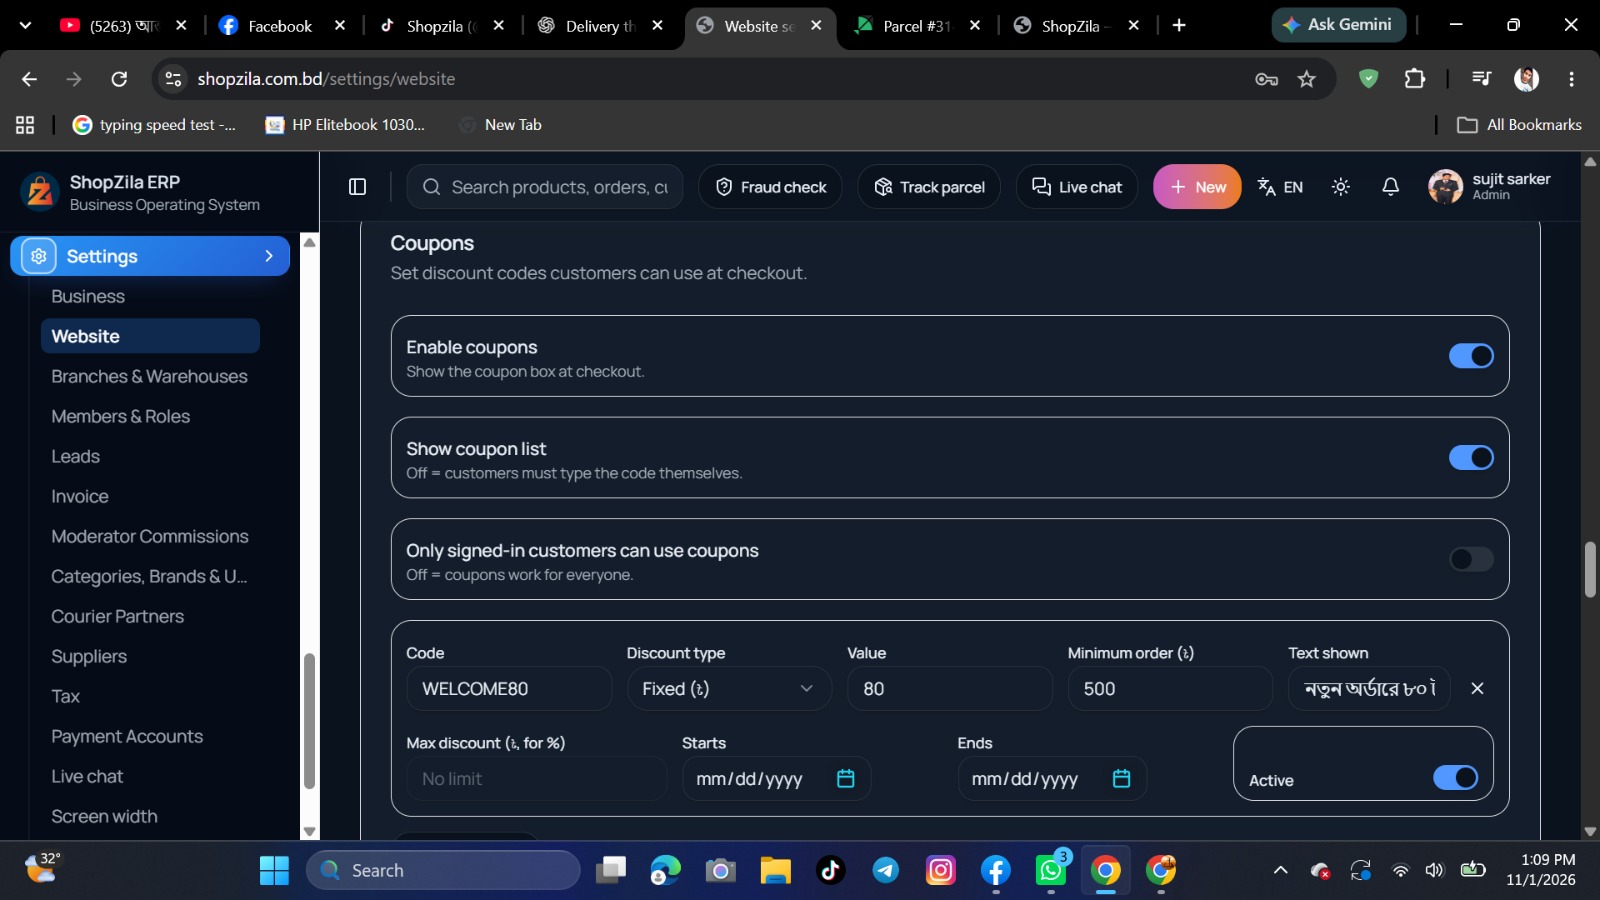 (5263) আর
Facebook
Shopzila (
Delivery th
Website se
Parcel #31
ShopZila –
Ask Gemini
shopzila.com.bd/settings/website
typing speed test -...
HP Elitebook 1030...
New Tab
All Bookmarks
ShopZila ERP
Business Operating System
Search products, orders, cu
Fraud check
Track parcel
Live chat
New
EN
sujit sarker
Admin
Settings
Business
Website
Branches & Warehouses
Members & Roles
Leads
Invoice
Moderator Commissions
Categories, Brands & U...
Courier Partners
Suppliers
Tax
Payment Accounts
Live chat
Screen width
Coupons
Set discount codes customers can use at checkout.
Enable coupons
Show the coupon box at checkout.
Show coupon list
Off = customers must type the code themselves.
Only signed-in customers can use coupons
Off = coupons work for everyone.
Code
Discount type
Value
Minimum order (৳)
Text shown
WELCOME80
Fixed (৳)
80
500
নতুন অর্ডারে ৮০
Max discount (৳, for %)
Starts
Ends
No limit
mm/dd/yyyy
mm/dd/yyyy
Active
32°
Search
3
1:09 PM
11/1/2026